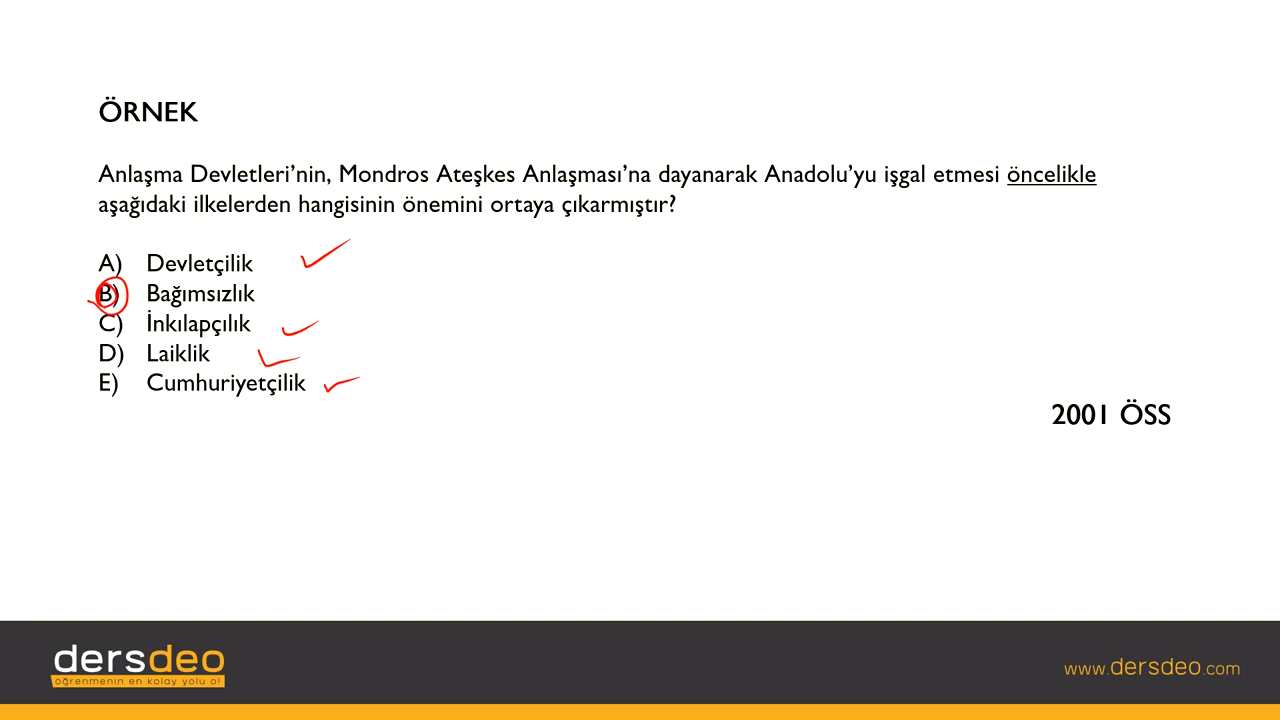 ÖRNEK
Anlaşma Devletleri’nin, Mondros Ateşkes Anlaşması’na dayanarak Anadolu’yu işgal etmesi öncelikle
aşağıdaki ilkelerden hangisinin önemini ortaya çıkarmıştır?
A) Devletçilik
B) Bağımsızlık
C) İnkılapçılık
D) Laiklik
E) Cumhuriyetçilik
2001 ÖSS
dersdeo
öğrenmenin en kolay yolu o!
www.dersdeo.com